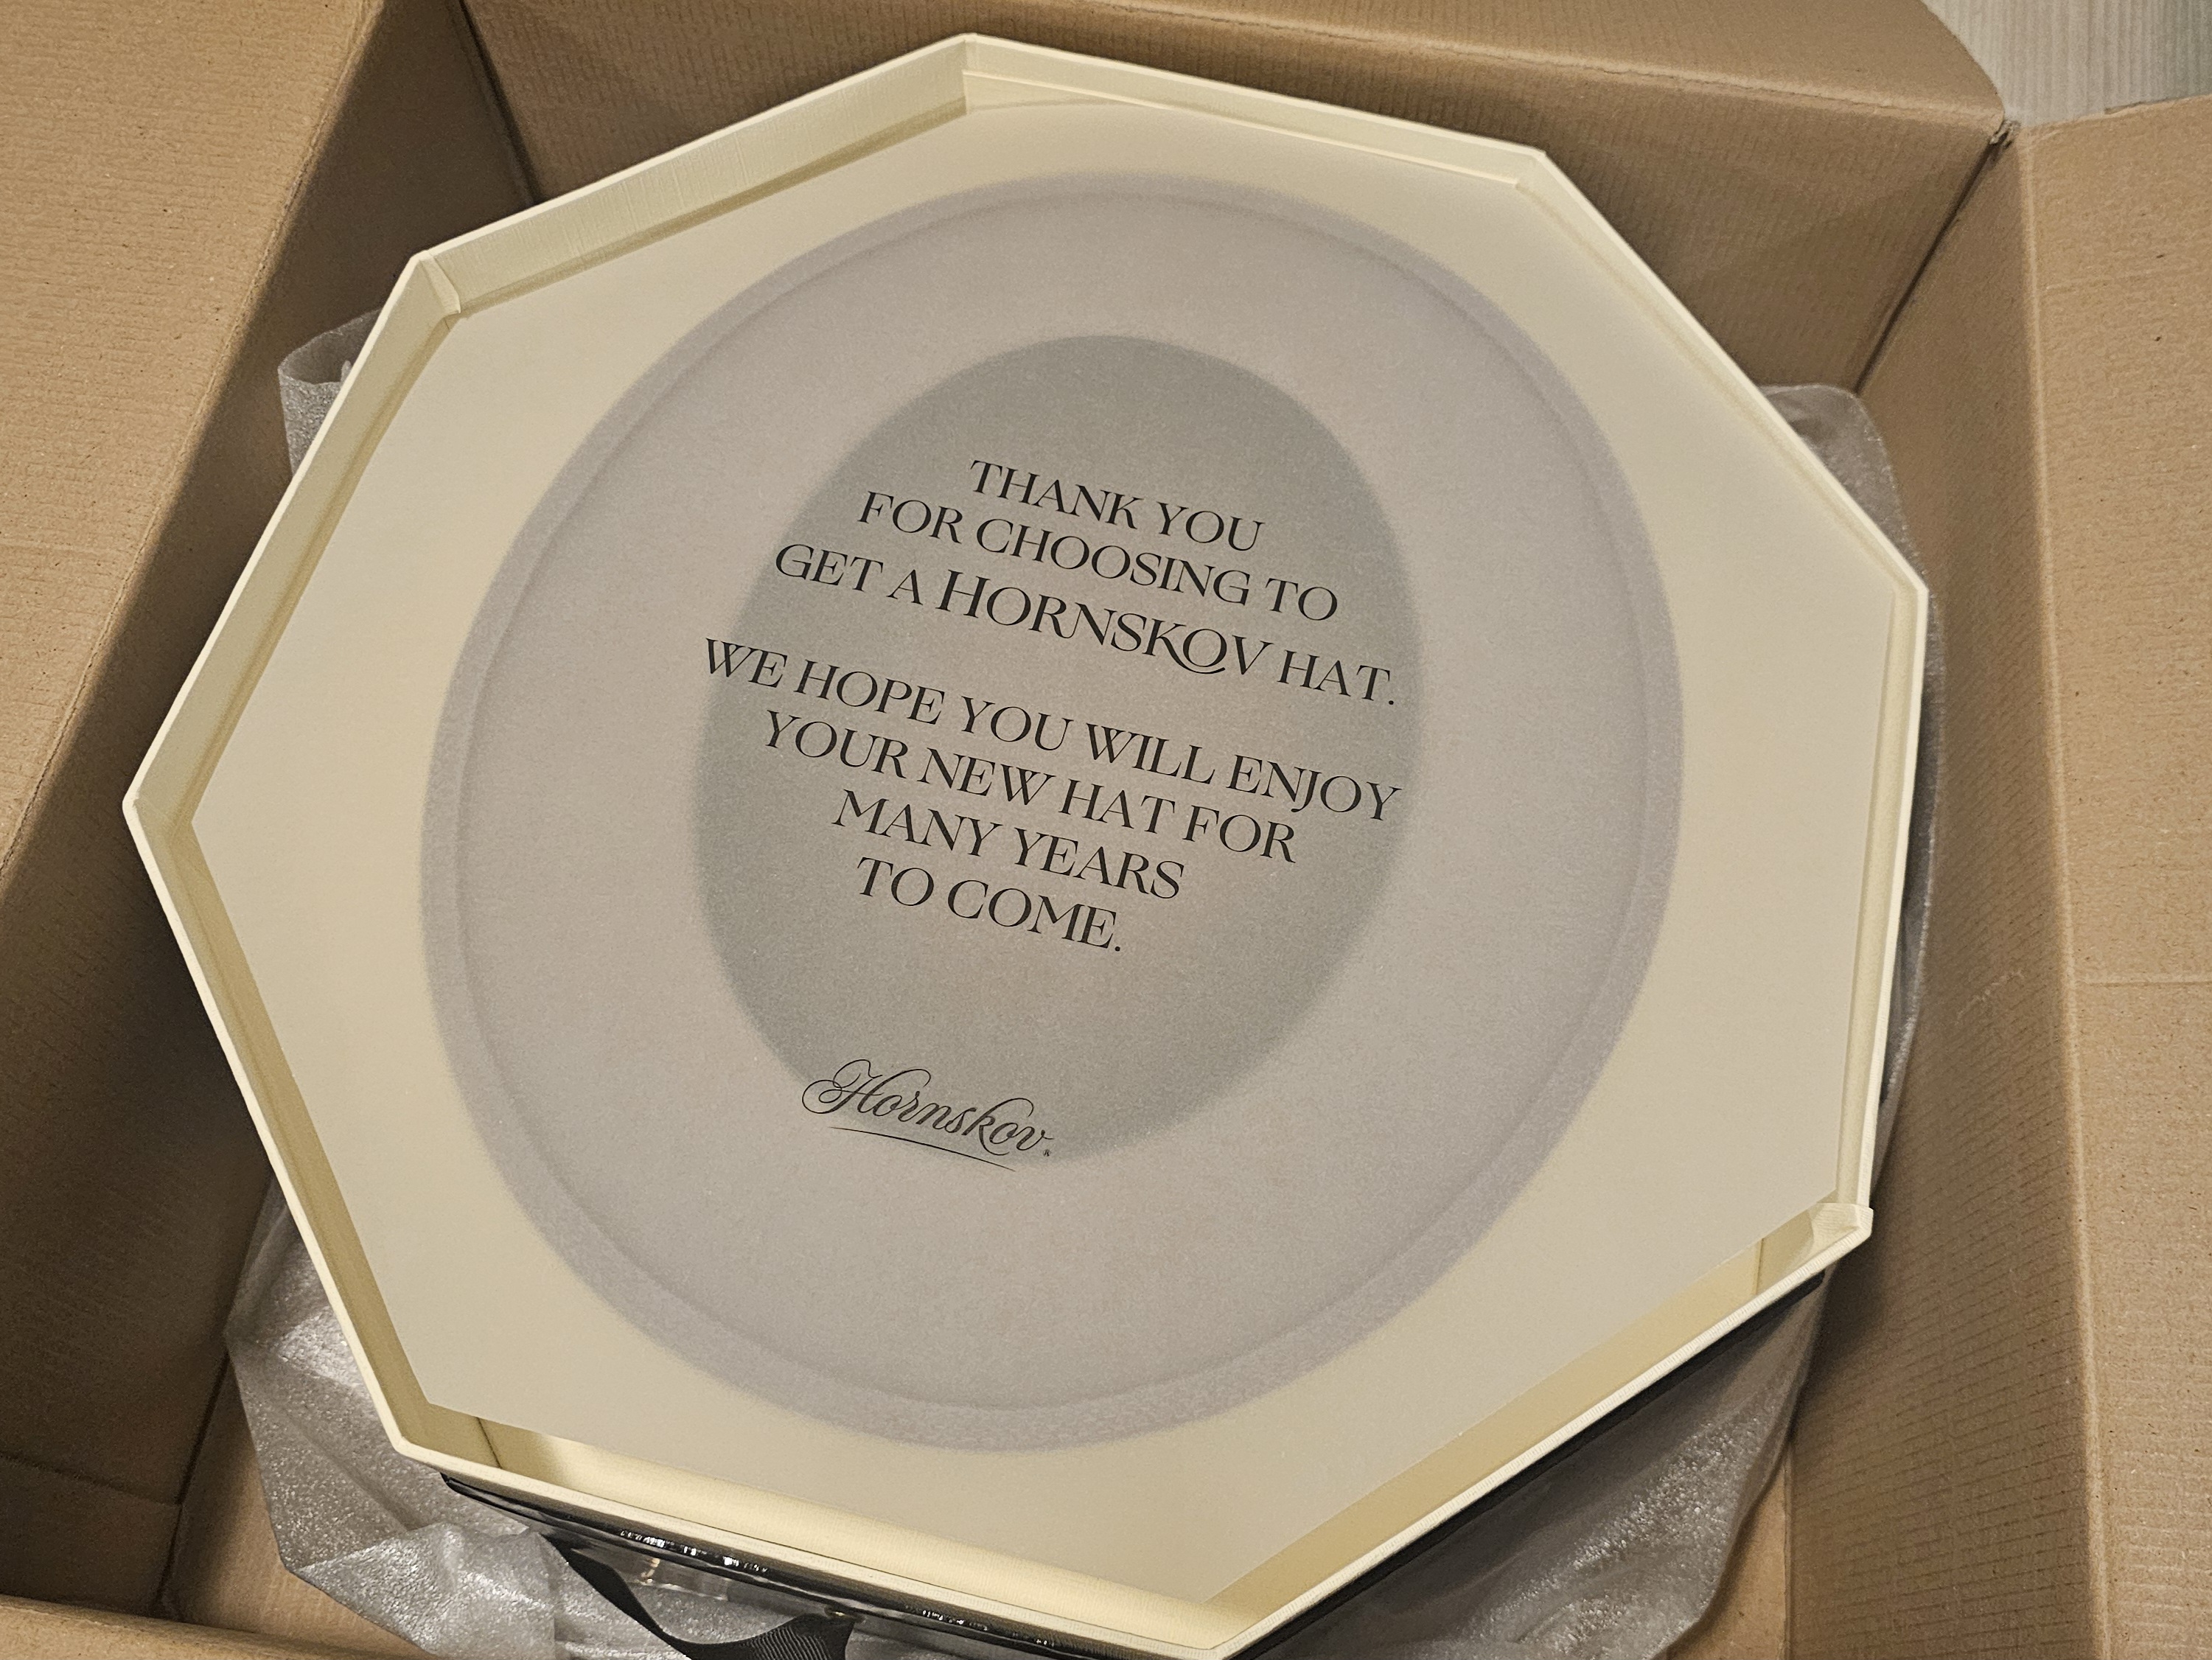 THANK YOU
FOR CHOOSING TO
GET A HORNSKOV HAT.
WE HOPE YOU WILL ENJOY
YOUR NEW HAT FOR
MANY YEARS
TO COME.
Hornskov®